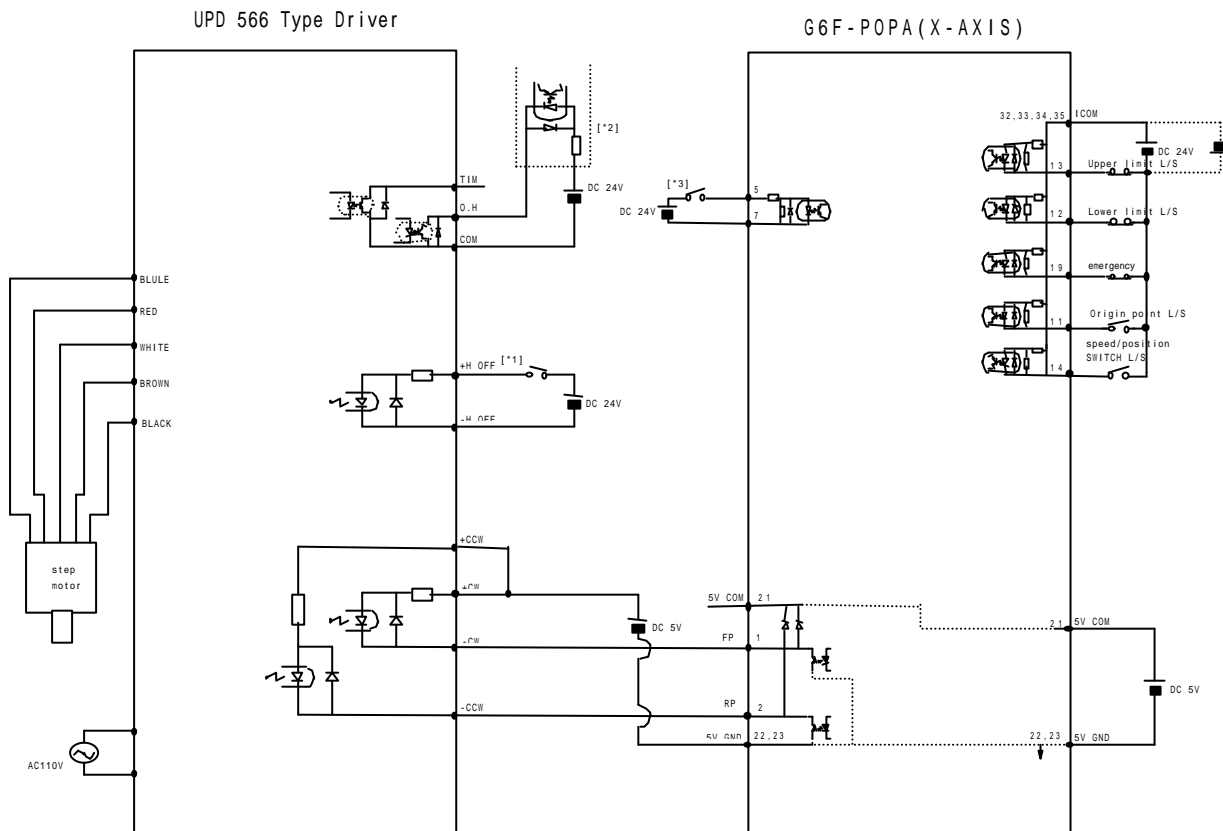 UPD 566 Type Driver
G6F-POPA(X-AXIS)
[*2]
32,33,34,35
ICOM
DC 24V
13
Upper limit L/S
TIM
O.H
COM
DC 24V
[*3]
DC 24V
5
7
12
Lower limit L/S
19
emergency
11
Origin point L/S
speed/position
SWITCH L/S
14
BLULE
RED
WHITE
BROWN
BLACK
+H OFF
[*1]
DC 24V
-H OFF
step
motor
+CCW
+CW
-CW
-CCW
DC 5V
5V COM
21
FP
1
RP
2
5V GND
22,23
21
5V COM
DC 5V
22,23
5V GND
AC110V